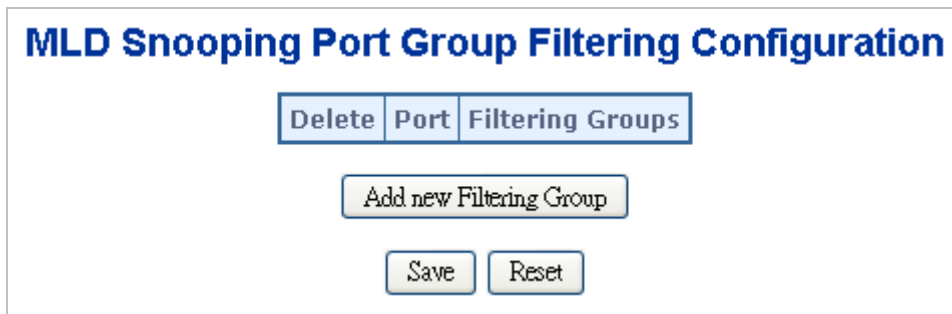 MLD Snooping Port Group Filtering Configuration
Delete Port Filtering Groups
Add new Filtering Group
Save Reset